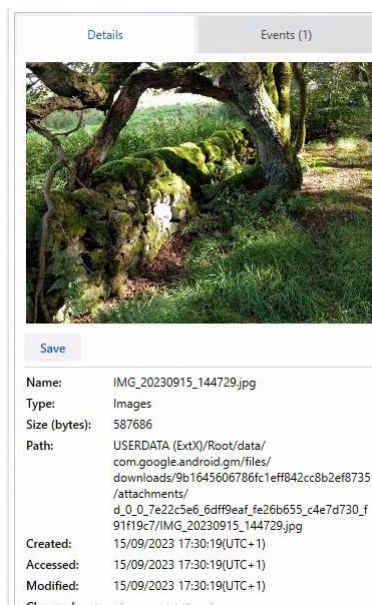 Details
Events (1)
Save
Name: IMG_20230915_144729.jpg
Type: Images
Size (bytes): 587686
Path: USERDATA (ExtX)/Root/data/
com.google.android.gm/files/
downloads/9b1645606786fc1eff842cc8b2ef8735
/attachments/
d_0_0_7e22c5e6_6dff9eaf_fe26b655_c4e7d730_f
91f19c7/IMG_20230915_144729.jpg
Created: 15/09/2023 17:30:19(UTC+1)
Accessed: 15/09/2023 17:30:19(UTC+1)
Modified: 15/09/2023 17:30:19(UTC+1)